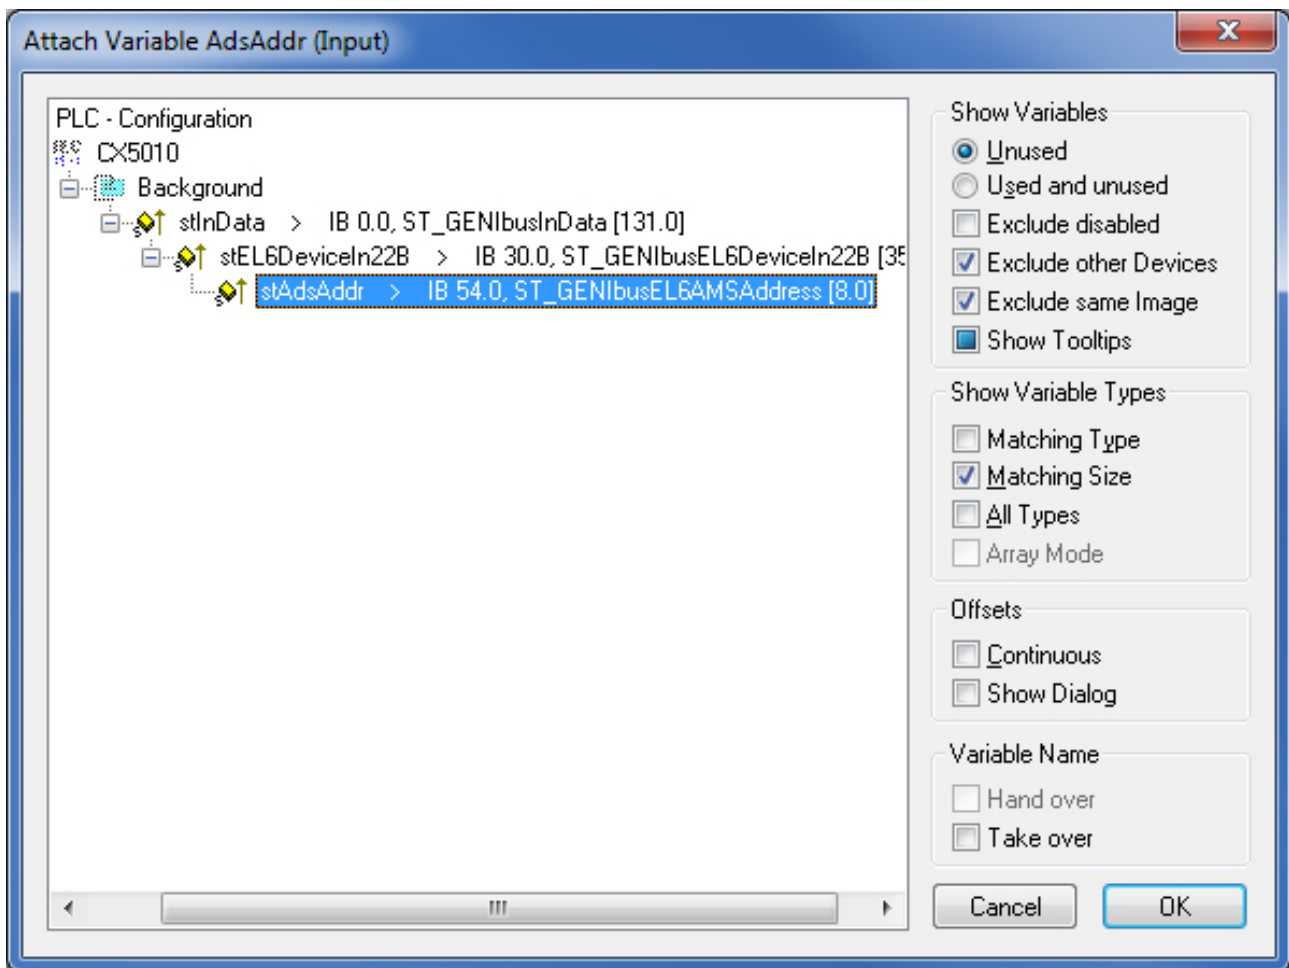 Attach Variable AdsAddr (Input)
PLC - Configuration
CX5010
Background
stInData > IB 0.0, ST_GENIbusInData [131.0]
stEL6DeviceIn22B > IB 30.0, ST_GENIbusEL6DeviceIn22B [35
stAdsAddr > IB 54.0, ST_GENIbusEL6AMSAddress [8.0]
Show Variables
Unused
Used and unused
Exclude disabled
Exclude other Devices
Exclude same Image
Show Tooltips
Show Variable Types
Matching Type
Matching Size
All Types
Array Mode
Offsets
Continuous
Show Dialog
Variable Name
Hand over
Take over
Cancel
OK